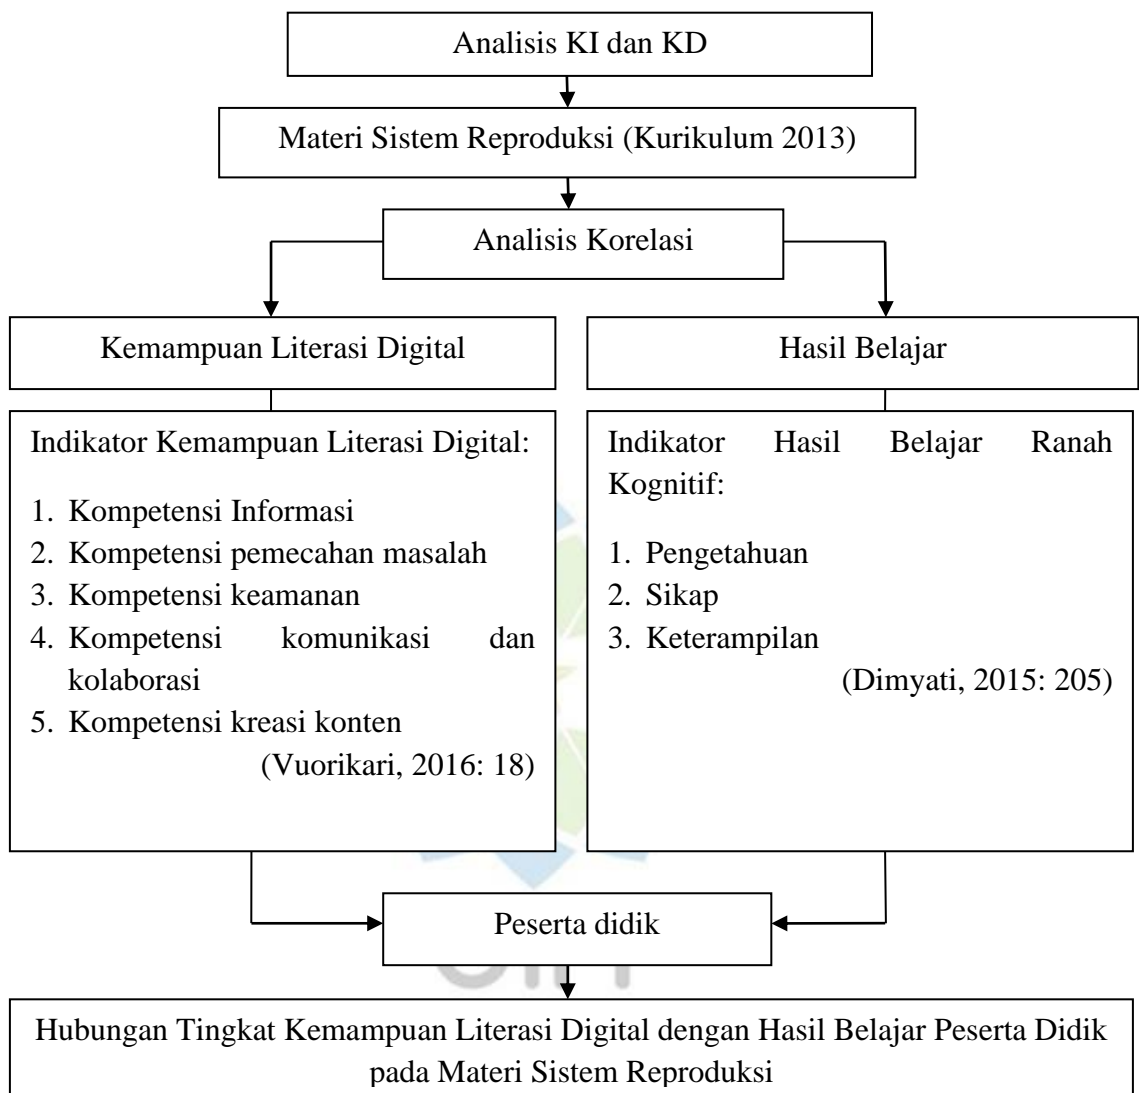 Analisis KI dan KD
Materi Sistem Reproduksi (Kurikulum 2013)
Analisis Korelasi
Kemampuan Literasi Digital
Hasil Belajar
Indikator Kemampuan Literasi Digital:
1. Kompetensi Informasi
2. Kompetensi pemecahan masalah
3. Kompetensi keamanan
4. Kompetensi komunikasi dan
kolaborasi
5. Kompetensi kreasi konten
(Vuorikari, 2016: 18)
Indikator Hasil Belajar Ranah
Kognitif:
1. Pengetahuan
2. Sikap
3. Keterampilan
(Dimyati, 2015: 205)
Peserta didik
Hubungan Tingkat Kemampuan Literasi Digital dengan Hasil Belajar Peserta Didik
pada Materi Sistem Reproduksi